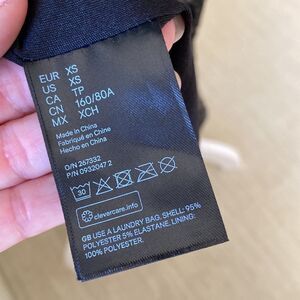 EUR XS
US XS
CA TP
CN 160/80A
MX XCH
Made in China
Fabriqué en Chine
Hecho en China
O/N 267332
P/N 0932047 2
30
clevercare.info
GB USE A LAUNDRY BAG. SHELL: 95%
POLYESTER 5% ELASTANE. LINING:
100% POLYESTER.